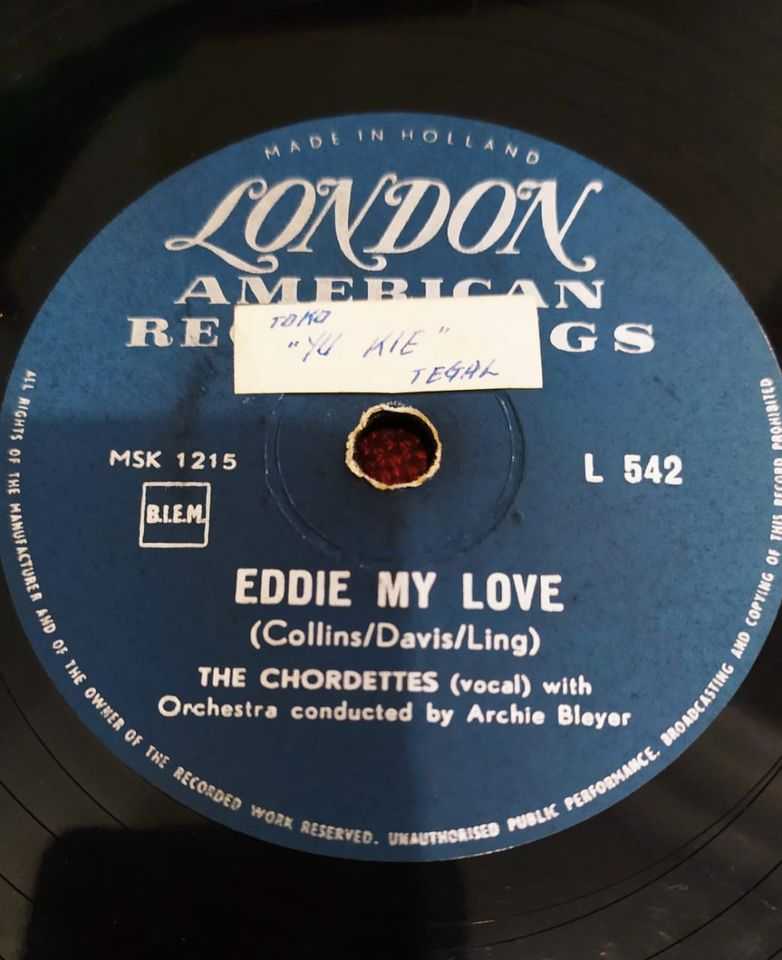 MADE IN HOLLAND
LONDON
AMERICAN
RE GS
TOKO
"YU KIE"
TEGAL
MSK 1215
L 542
B.I.E.M.
EDDIE MY LOVE
(Collins/Davis/Ling)
THE CHORDETTES (vocal) with
Orchestra conducted by Archie Bleyer
ALL RIGHTS OF THE MANUFACTURER AND OF THE OWNER OF THE RECORDED WORK RESERVED. UNAUTHORISED PUBLIC PERFORMANCE, BROADCASTING AND COPYING OF THIS RECORD PROHIBITED